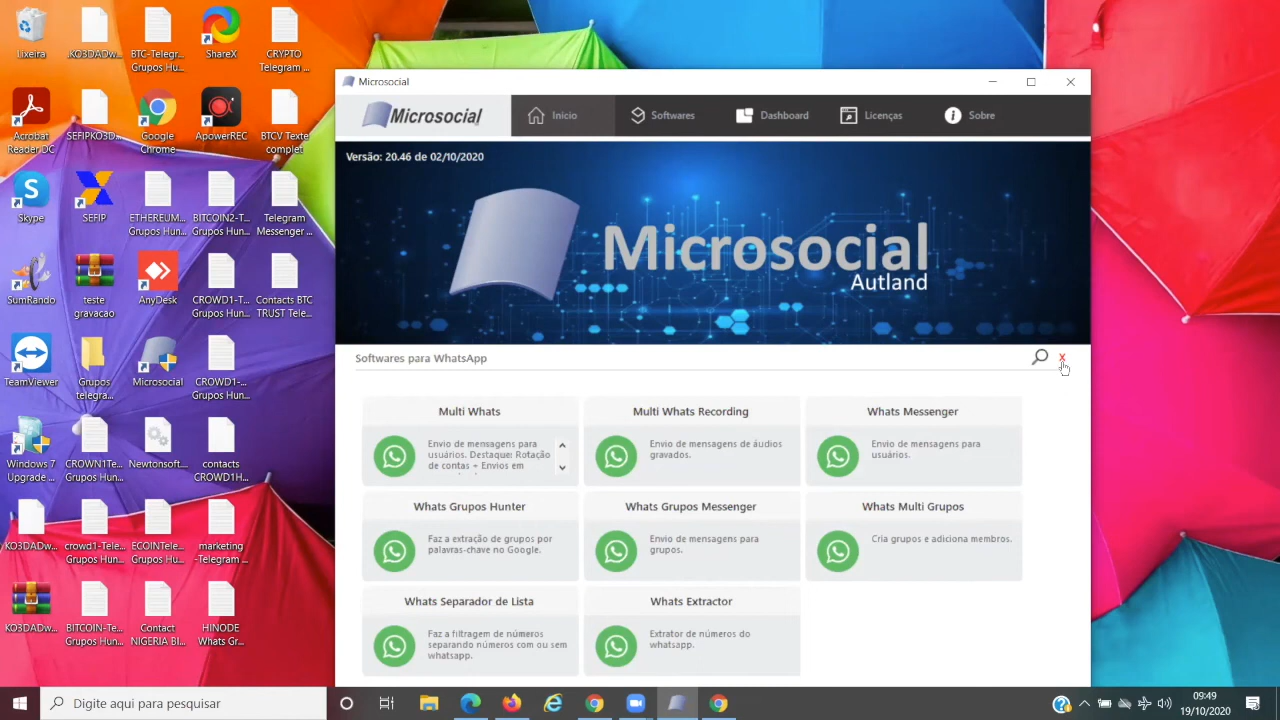 Lixeira
.KO3DADw...
BTC-Telegr...
Grupos Hu...
ShareX
CRYPTO
Telegram ...
Acrobat
Reader DC
SEFIPKO3D...
Google
Chrome
ApowerREC
BTCV Texte
complet
Skype
SEFIP
ETHEREUM...
Grupos Hun...
BITCOIN2-T...
Grupos Hun...
Telegram
Messenger ...
SumRando
teste
gravacao
AnyDesk
CROWD1-T...
Grupos Hun...
Contacts BTC
TRUST Tele...
TeamViewer
Grupos
telegra...
Microsocial
CROWD1-...
Grupos Hun...
Windows 7
Upgrade ...
CROWN1Te...
Grupos Hun...
Newtonsoft...
contacts
CROWD1H...
KO3DADw...
crowd1-Tele...
Grupos Hun...
ECOINTele...
Grupos Hun...
marketing
-Telegram ...
KO3DADw...
BITCOIN-Te...
Grupos Hun...
Contact
NIGERIA BI...
HINODE
Whats Gr...
Microsocial
Microsocial
Inicio
Softwares
Dashboard
Licenças
Sobre
Versão: 20.46 de 02/10/2020
Microsocial
Autland
Softwares para WhatsApp
X
Multi Whats
Envio de mensagens para
usuários. Destaque: Rotação
de contas + Envios em
Multi Whats Recording
Envio de mensagens de áudios
gravados.
Whats Messenger
Envio de mensagens para
usuários.
Whats Grupos Hunter
Faz a extração de grupos por
palavras-chave no Google.
Whats Grupos Messenger
Envio de mensagens para
grupos.
Whats Multi Grupos
Cria grupos e adiciona membros.
Whats Separador de Lista
Faz a filtragem de números
separando números com ou sem
whatsapp.
Whats Extractor
Extrator de números do
whatsapp.
Digite aqui para pesquisar
09:49
19/10/2020